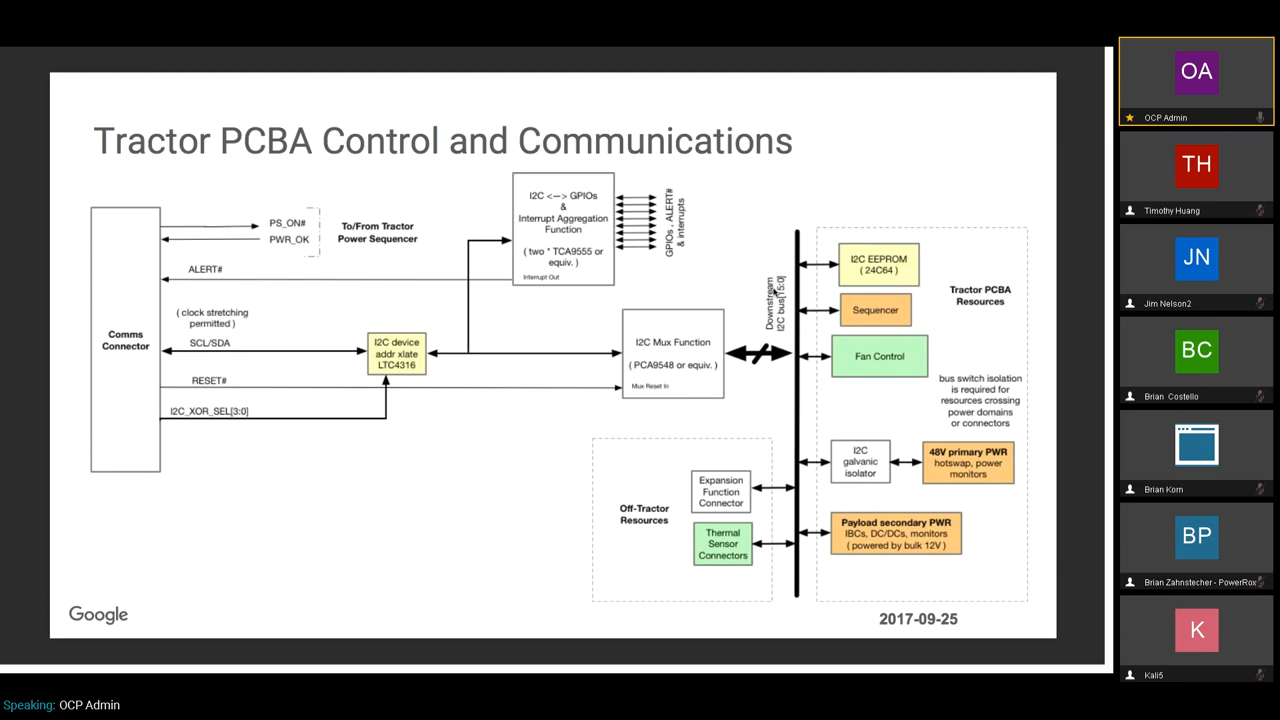 Tractor PCBA Control and Communications
Comms
Connector
PS_ON#
PWR_OK
To/From Tractor
Power Sequencer
ALERT#
( clock stretching
permitted )
SCL/SDA
RESET#
I2C_XOR_SEL[3:0]
I2C device
addr xlate
LTC4316
I2C <—> GPIOs
&
Interrupt Aggregation
Function
( two * TCA9555 or
equiv. )
Interrupt Out
GPIOs , ALERT#
& interrupts
I2C Mux Function
( PCA9548 or equiv. )
Mux Reset In
Downstream
I2C bus[15:0]
I2C EEPROM
( 24C64 )
Sequencer
Fan Control
Tractor PCBA
Resources
bus switch isolation
is required for
resources crossing
power domains
or connectors
I2C
galvanic
isolator
48V primary PWR
hotswap, power
monitors
Payload secondary PWR
IBCs, DC/DCs, monitors
( powered by bulk 12V )
Off-Tractor
Resources
Expansion
Function
Connector
Thermal
Sensor
Connectors
Google
2017-09-25
OA
OCP Admin
TH
Timothy Huang
JN
Jim Nelson2
BC
Brian Costello
Brian Korn
BP
Brian Zahnstecher - PowerRox
K
Kali5
Speaking: OCP Admin